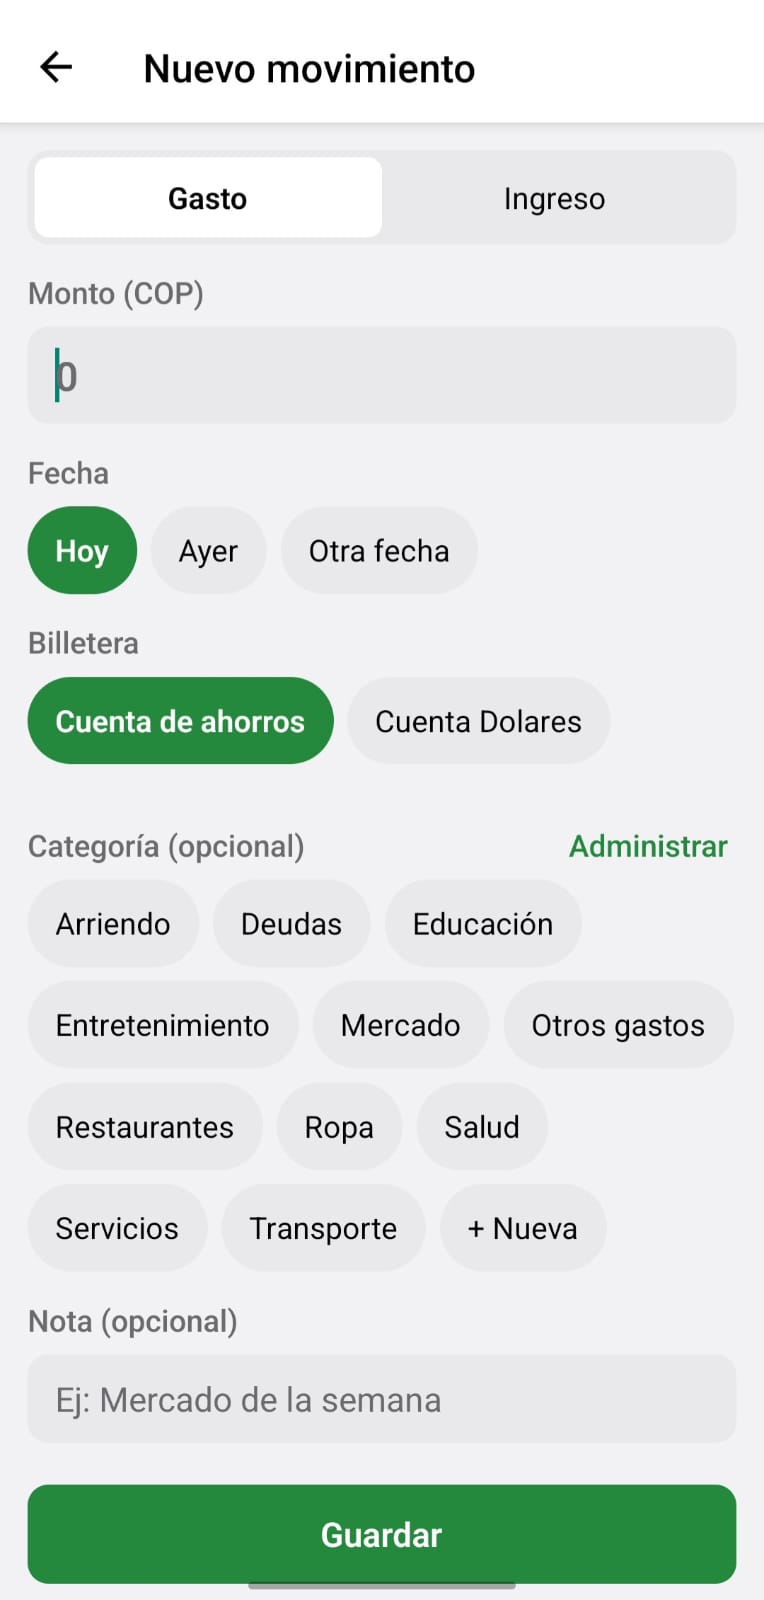 Nuevo movimiento
Gasto Ingreso
Monto (COP)
0
Fecha
Hoy Ayer Otra fecha
Billetera
Cuenta de ahorros Cuenta Dolares
Categoría (opcional) Administrar
Arriendo Deudas Educación
Entretenimiento Mercado Otros gastos
Restaurantes Ropa Salud
Servicios Transporte + Nueva
Nota (opcional)
Ej: Mercado de la semana
Guardar